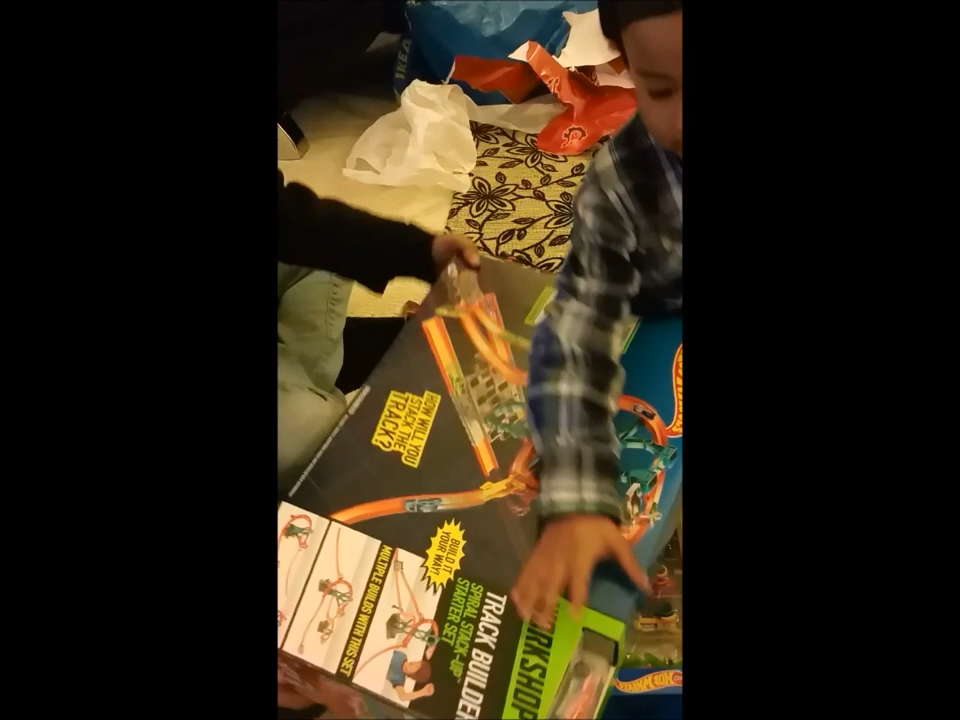 IKEA
HOW WILL YOU
STACK THE
TRACK?
BUILD IT
YOUR WAY!
MULTIPLE BUILDS WITH THIS SET
TRACK BUILDER
SPIRAL STACK-UP
STARTER SET
HOT WHEELS